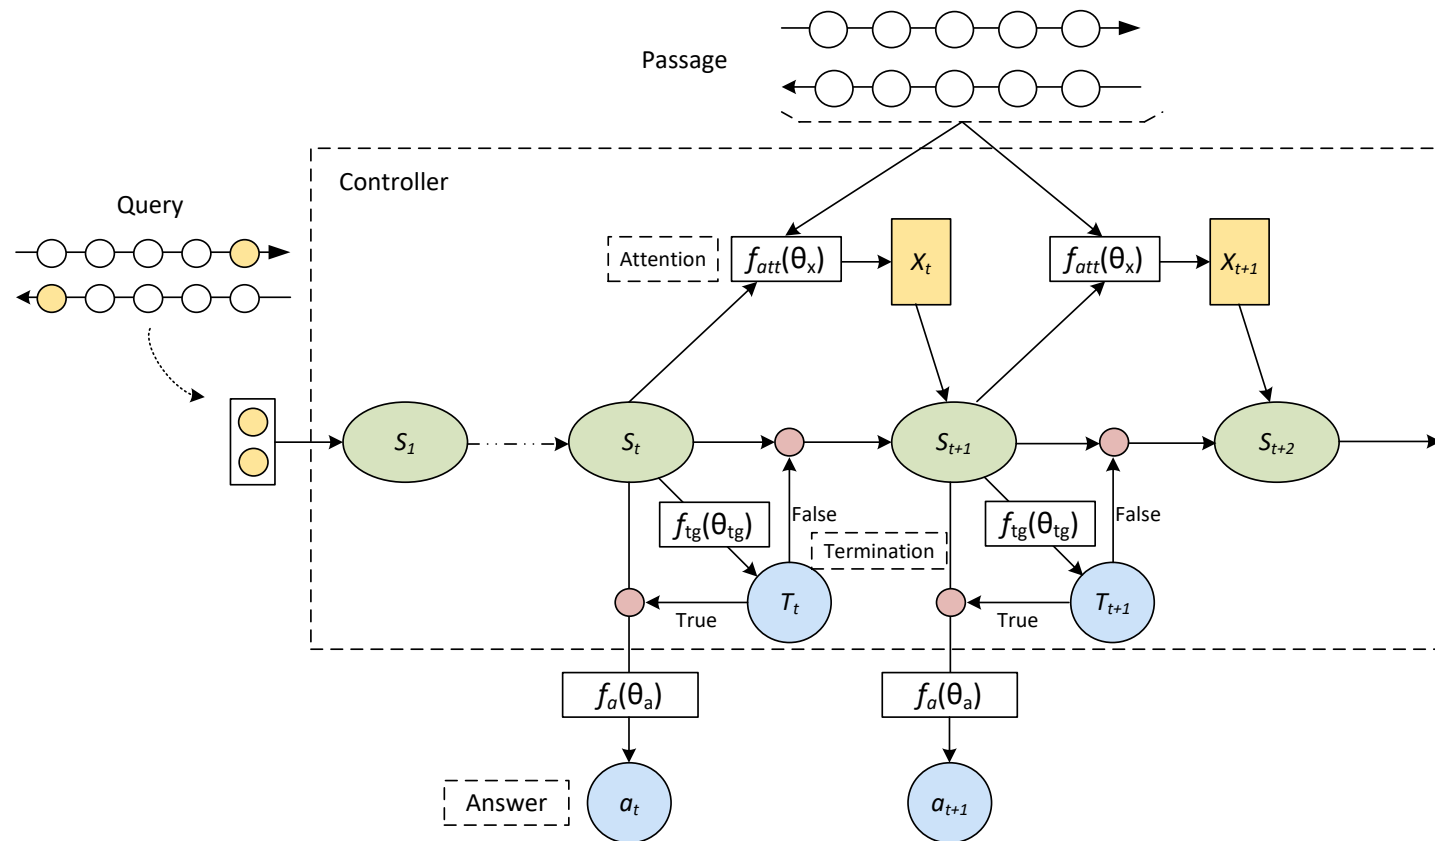 Passage
Controller
Query
Attention
f_att(θ_x)
X_t
f_att(θ_x)
X_t+1
S_1
S_t
S_t+1
S_t+2
f_tg(θ_tg)
False
f_tg(θ_tg)
False
Termination
T_t
T_t+1
True
True
f_a(θ_a)
f_a(θ_a)
Answer
a_t
a_t+1